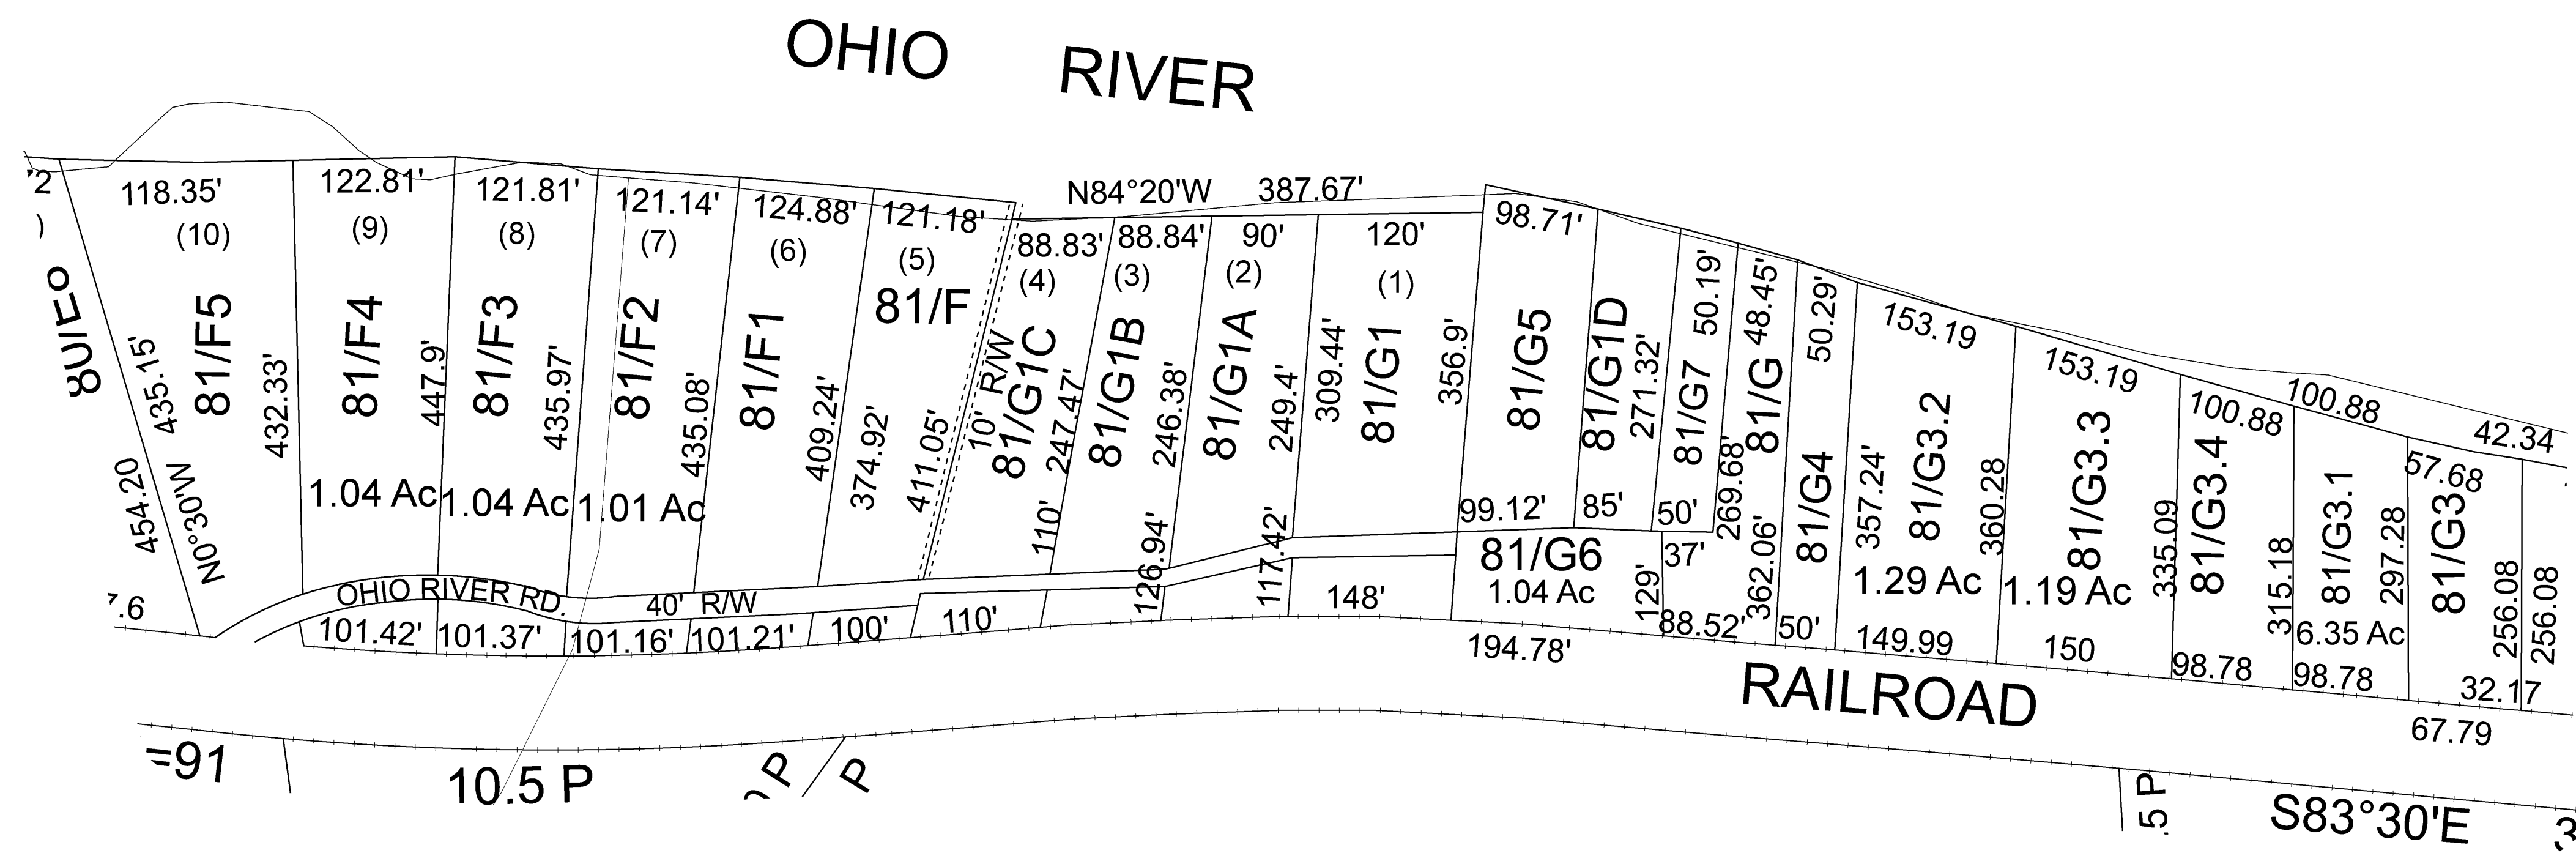 OHIO RIVER
N84°20'W 387.67'
118.35'
(10)
81/F5
435.15'
454.20
N0°30'W
432.33'
122.81'
(9)
81/F4
447.9'
1.04 Ac
121.81'
(8)
81/F3
435.97'
1.04 Ac
121.14'
(7)
81/F2
435.08'
1.01 Ac
124.88'
(6)
81/F1
409.24'
121.18'
(5)
81/F
374.92'
411.05'
10' R/W
88.83'
(4)
81/G1C
247.47'
110'
88.84'
(3)
81/G1B
246.38'
126.94'
90'
(2)
81/G1A
249.4'
117.42'
120'
(1)
309.44'
81/G1
356.9'
98.71'
81/G5
99.12'
81/G1D
271.32'
85'
50.19'
81/G7
50'
269.68'
48.45'
81/G
362.06'
50.29'
81/G4
50'
153.19
357.24'
81/G3.2
360.28
1.29 Ac
149.99
153.19
81/G3.3
335.09
1.19 Ac
150
100.88
81/G3.4
315.18
98.78
100.88
81/G3.1
297.28
6.35 Ac
98.78
42.34
57.68
81/G3
256.08
256.08
32.17
67.79
81/G6
1.04 Ac
37'
129'
88.52'
194.78'
OHIO RIVER RD.
40' R/W
101.42'
101.37'
101.16'
101.21'
100'
110'
148'
RAILROAD
=91
10.5 P
P
P
.5 P
S83°30'E